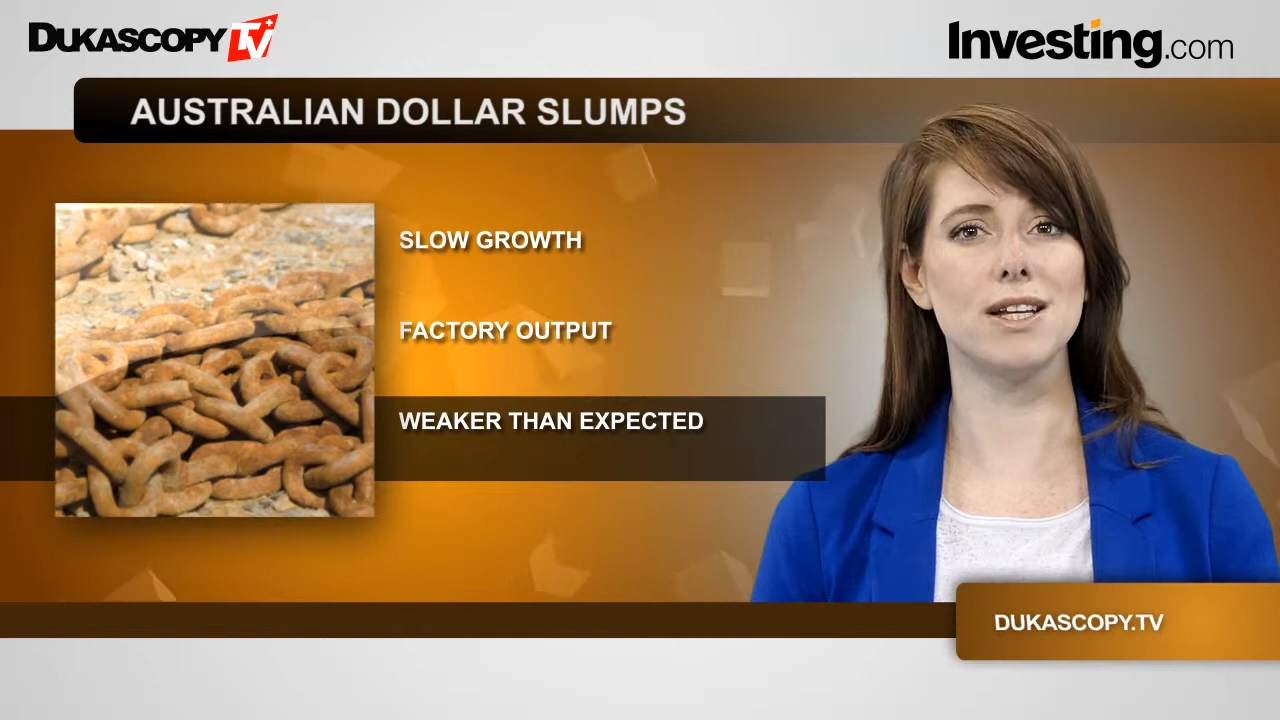 DUKASCOPY TV
Investing.com
AUSTRALIAN DOLLAR SLUMPS
SLOW GROWTH
FACTORY OUTPUT
WEAKER THAN EXPECTED
DUKASCOPY.TV